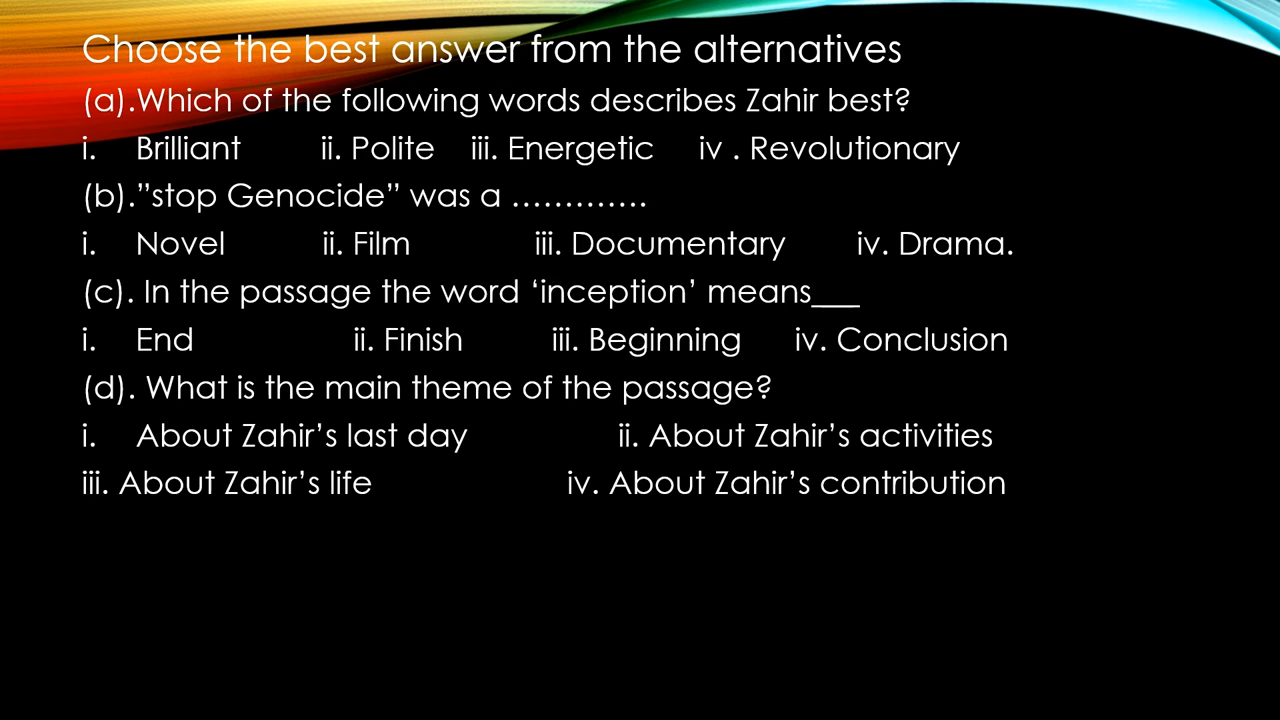 Choose the best answer from the alternatives
(a).Which of the following words describes Zahir best?
i. Brilliant ii. Polite iii. Energetic iv . Revolutionary
(b).”stop Genocide” was a ………….
i. Novel ii. Film iii. Documentary iv. Drama.
(c). In the passage the word ‘inception’ means___
i. End ii. Finish iii. Beginning iv. Conclusion
(d). What is the main theme of the passage?
i. About Zahir’s last day ii. About Zahir’s activities
iii. About Zahir’s life iv. About Zahir’s contribution